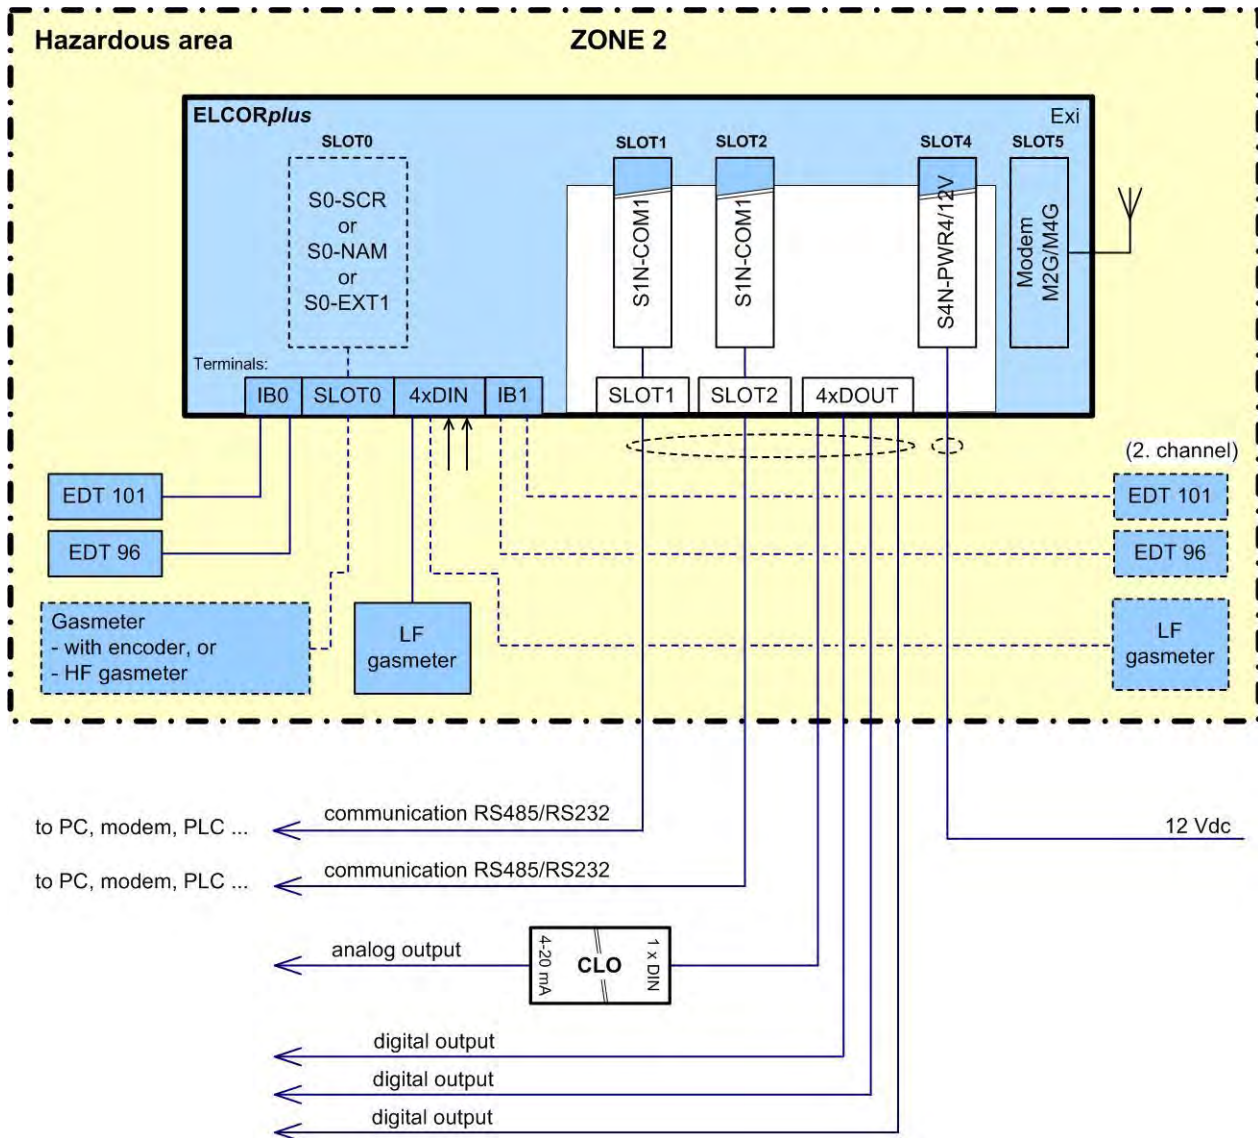 Hazardous area
ZONE 2
ELCORplus
Exi
SLOT0
SLOT1
SLOT2
SLOT4
SLOT5
S0-SCR
or
S0-NAM
or
S0-EXT1
S1N-COM1
S1N-COM1
S4N-PWR4/12V
Modem
M2G/M4G
Terminals:
IB0
SLOT0
4xDIN
IB1
SLOT1
SLOT2
4xDOUT
(2. channel)
EDT 101
EDT 101
EDT 96
EDT 96
Gasmeter
- with encoder, or
- HF gasmeter
LF
gasmeter
LF
gasmeter
to PC, modem, PLC ...
communication RS485/RS232
12 Vdc
to PC, modem, PLC ...
communication RS485/RS232
analog output
4-20 mA
CLO
1 x DIN
digital output
digital output
digital output